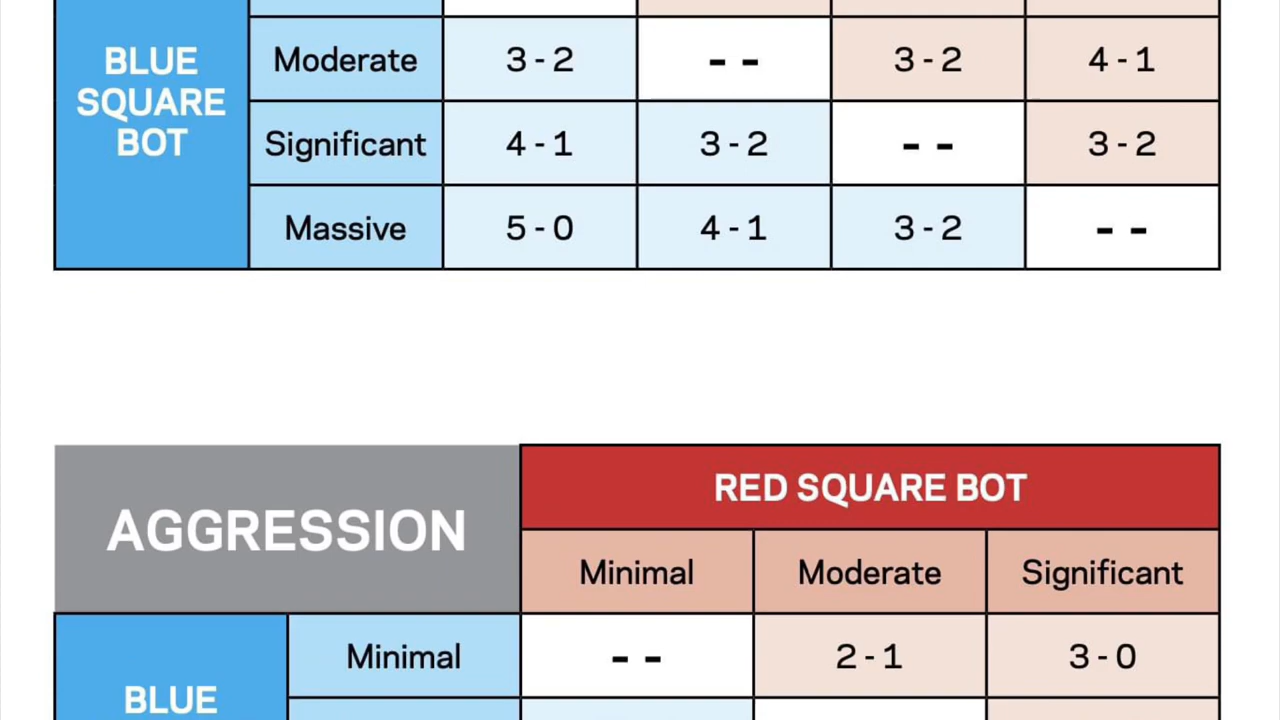 BLUE
SQUARE
BOT
Moderate 3 - 2 - - 3 - 2 4 - 1
Significant 4 - 1 3 - 2 - - 3 - 2
Massive 5 - 0 4 - 1 3 - 2 - -
AGGRESSION
RED SQUARE BOT
Minimal Moderate Significant
BLUE
Minimal - - 2 - 1 3 - 0